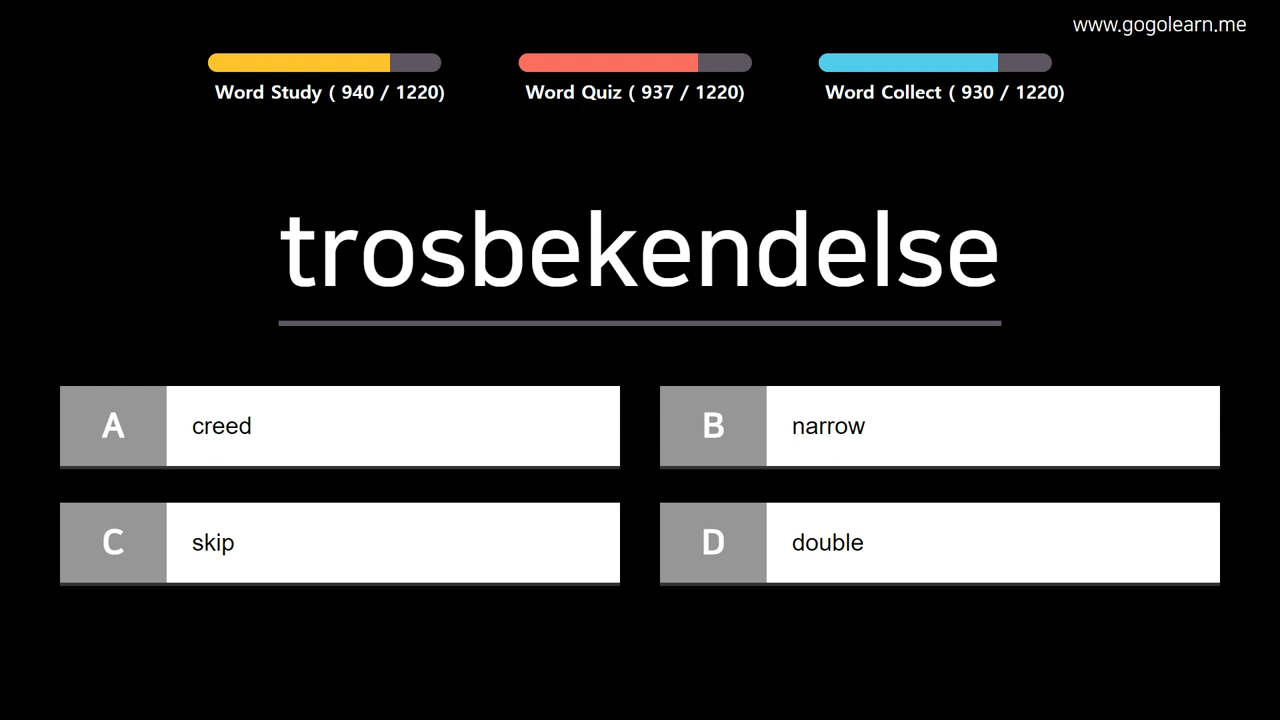 www.gogolearn.me
Word Study ( 940 / 1220)
Word Quiz ( 937 / 1220)
Word Collect ( 930 / 1220)
trosbekendelse
A creed
B narrow
C skip
D double